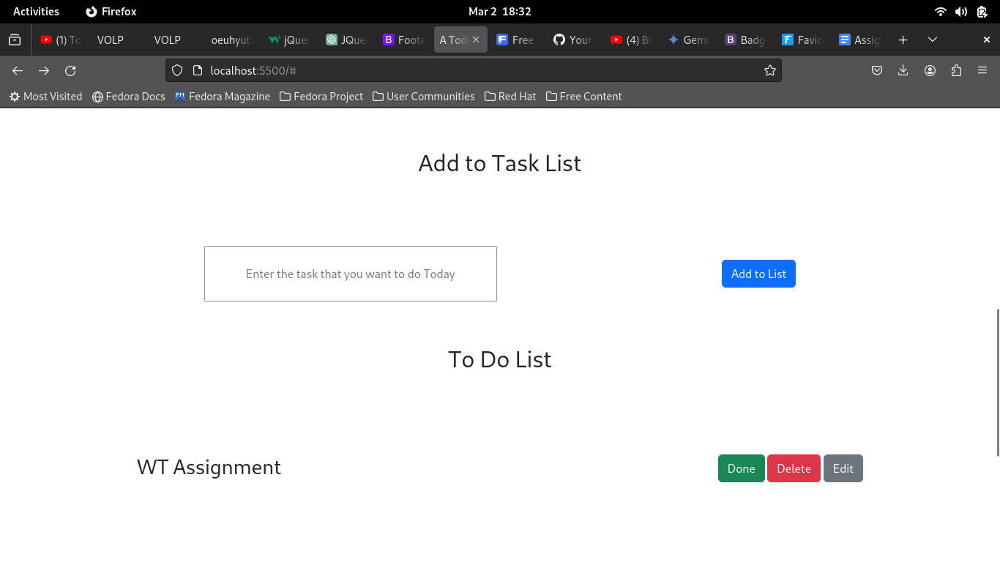 Activities Firefox Mar 2 18:32
(1) To VOLP VOLP oeuhyut jQuer JQuer Foote A Tod Free Your (4) Bu Gemi Badg Favic Assig
localhost:5500/#
Most Visited Fedora Docs Fedora Magazine Fedora Project User Communities Red Hat Free Content
Add to Task List
Enter the task that you want to do Today Add to List
To Do List
WT Assignment Done Delete Edit